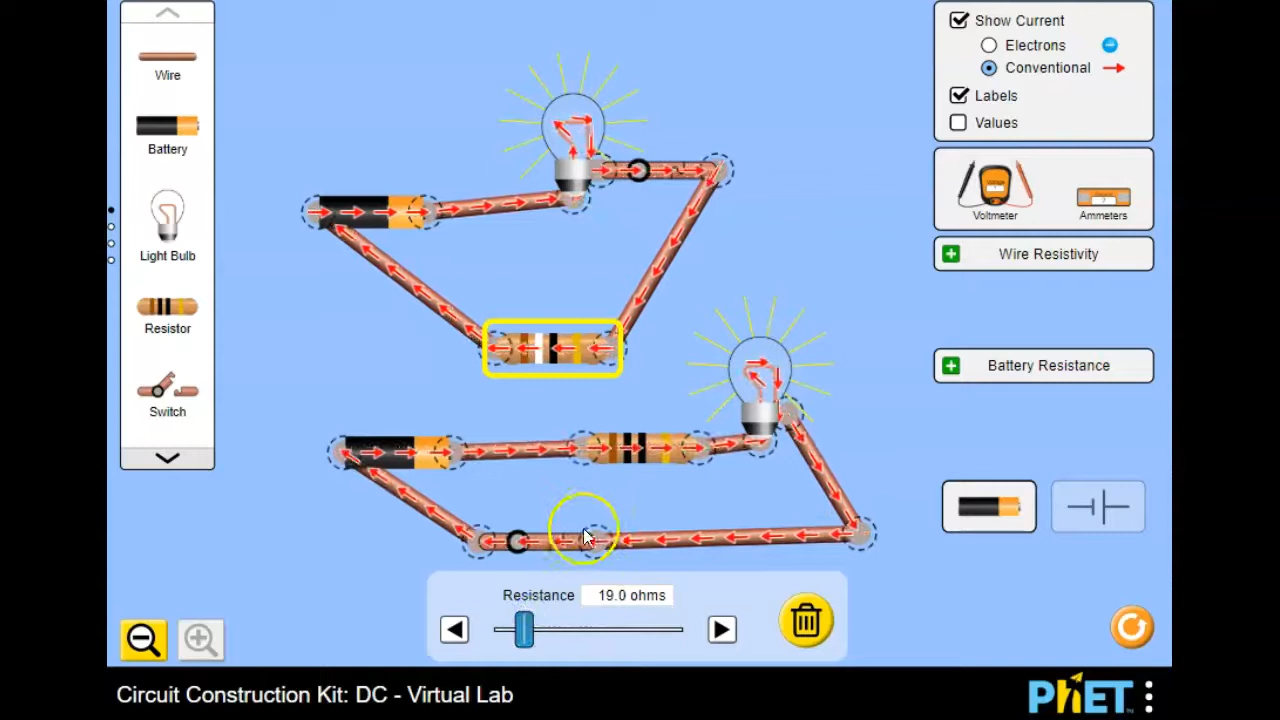 Wire
Battery
Light Bulb
Resistor
Switch
Show Current
Electrons
Conventional
Labels
Values
Voltmeter
Ammeters
Wire Resistivity
Battery Resistance
Resistance 19.0 ohms
Circuit Construction Kit: DC - Virtual Lab
PhET